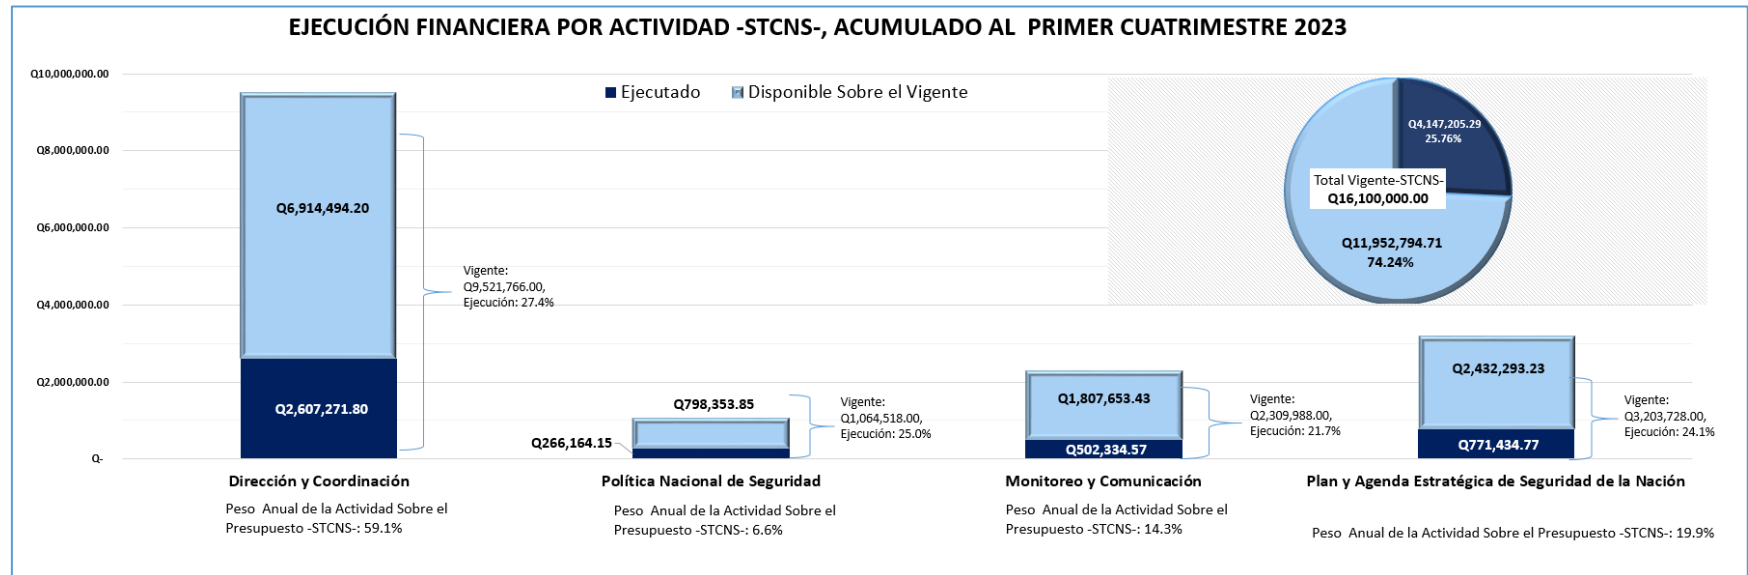 EJECUCIÓN FINANCIERA POR ACTIVIDAD -STCNS-, ACUMULADO AL  PRIMER CUATRIMESTRE 2023
Q10,000,000.00
Q8,000,000.00
Q6,000,000.00
Q4,000,000.00
Q2,000,000.00
Q-
Ejecutado
Disponible Sobre el Vigente
Q4,147,205.29
25.76%
Total Vigente-STCNS-
Q16,100,000.00
Q11,952,794.71
74.24%
Q6,914,494.20
Q2,607,271.80
Vigente:
Q9,521,766.00,
Ejecución: 27.4%
Q798,353.85
Q266,164.15
Vigente:
Q1,064,518.00,
Ejecución: 25.0%
Q1,807,653.43
Q502,334.57
Vigente:
Q2,309,988.00,
Ejecución: 21.7%
Q2,432,293.23
Q771,434.77
Vigente:
Q3,203,728.00,
Ejecución: 24.1%
Dirección y Coordinación
Peso  Anual de la Actividad Sobre el
Presupuesto -STCNS-: 59.1%
Política Nacional de Seguridad
Peso  Anual de la Actividad Sobre el
Presupuesto -STCNS-: 6.6%
Monitoreo y Comunicación
Peso  Anual de la Actividad Sobre el
Presupuesto -STCNS-: 14.3%
Plan y Agenda Estratégica de Seguridad de la Nación
Peso  Anual de la Actividad Sobre el Presupuesto -STCNS-: 19.9%